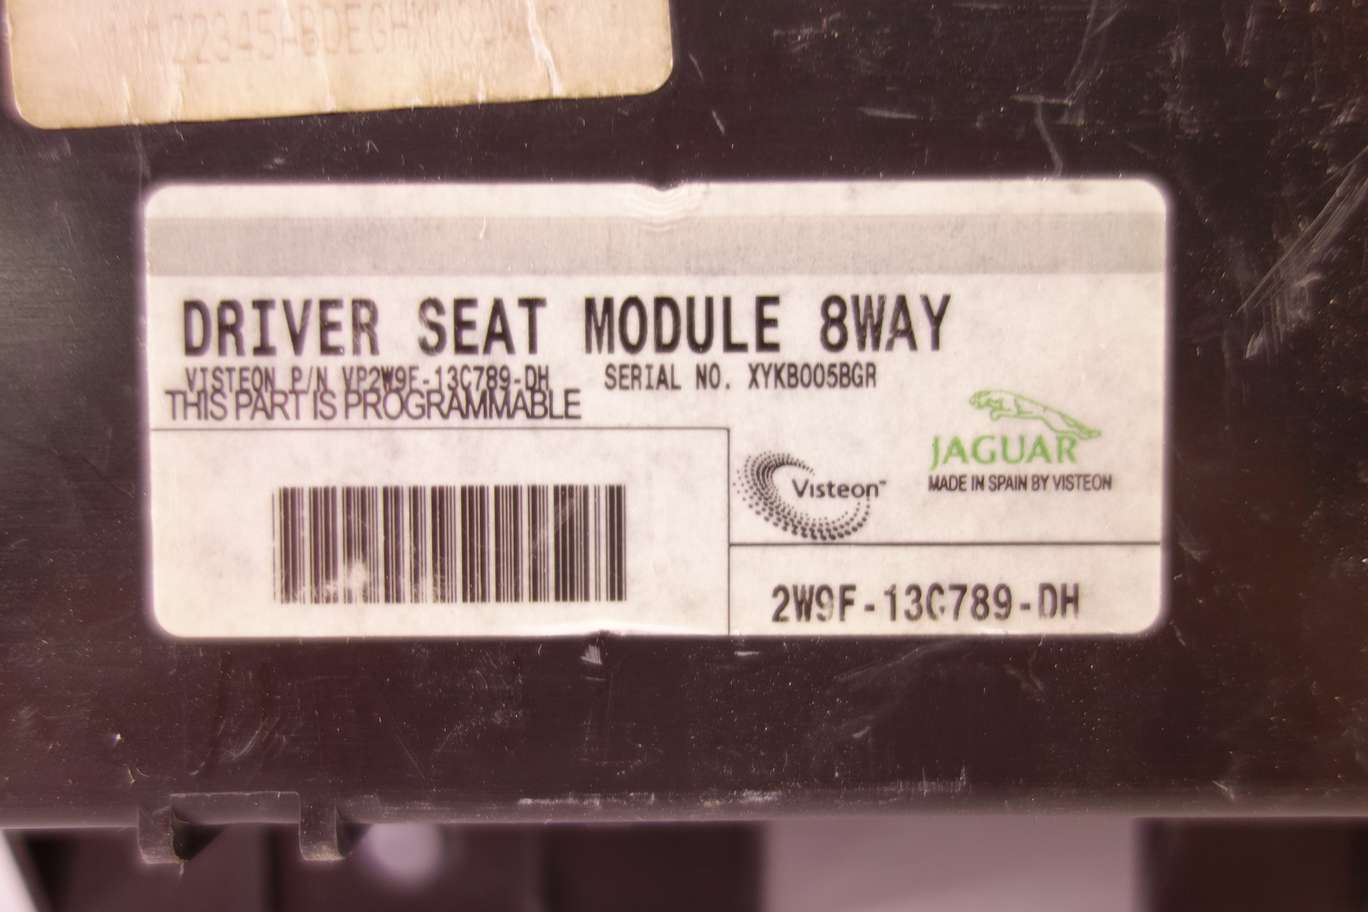 DRIVER SEAT MODULE 8WAY
VISTEON P/N VP2W9F-13C789-DH SERIAL NO. XYKB005BGR
THIS PART IS PROGRAMMABLE
Visteon™
JAGUAR
MADE IN SPAIN BY VISTEON
2W9F-13C789-DH